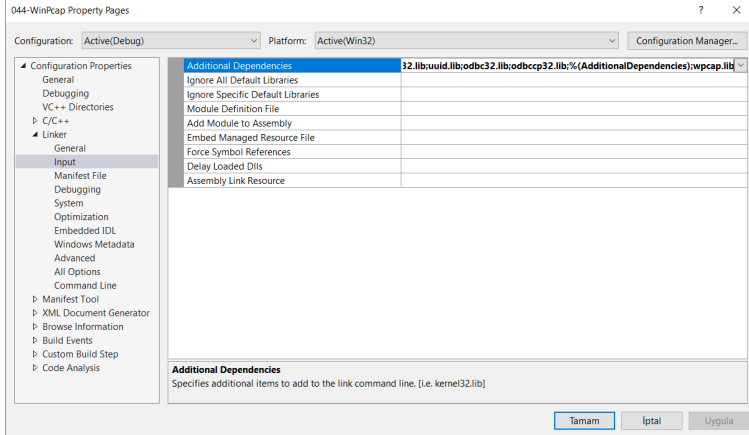 044-WinPcap Property Pages
Configuration: Active(Debug) Platform: Active(Win32) Configuration Manager...
Configuration Properties
General
Debugging
VC++ Directories
C/C++
Linker
General
Input
Manifest File
Debugging
System
Optimization
Embedded IDL
Windows Metadata
Advanced
All Options
Command Line
Manifest Tool
XML Document Generator
Browse Information
Build Events
Custom Build Step
Code Analysis
Additional Dependencies 32.lib;uuid.lib;odbc32.lib;odbccp32.lib;%(AdditionalDependencies);wpcap.lib
Ignore All Default Libraries
Ignore Specific Default Libraries
Module Definition File
Add Module to Assembly
Embed Managed Resource File
Force Symbol References
Delay Loaded Dlls
Assembly Link Resource
Additional Dependencies
Specifies additional items to add to the link command line. [i.e. kernel32.lib]
Tamam İptal Uygula